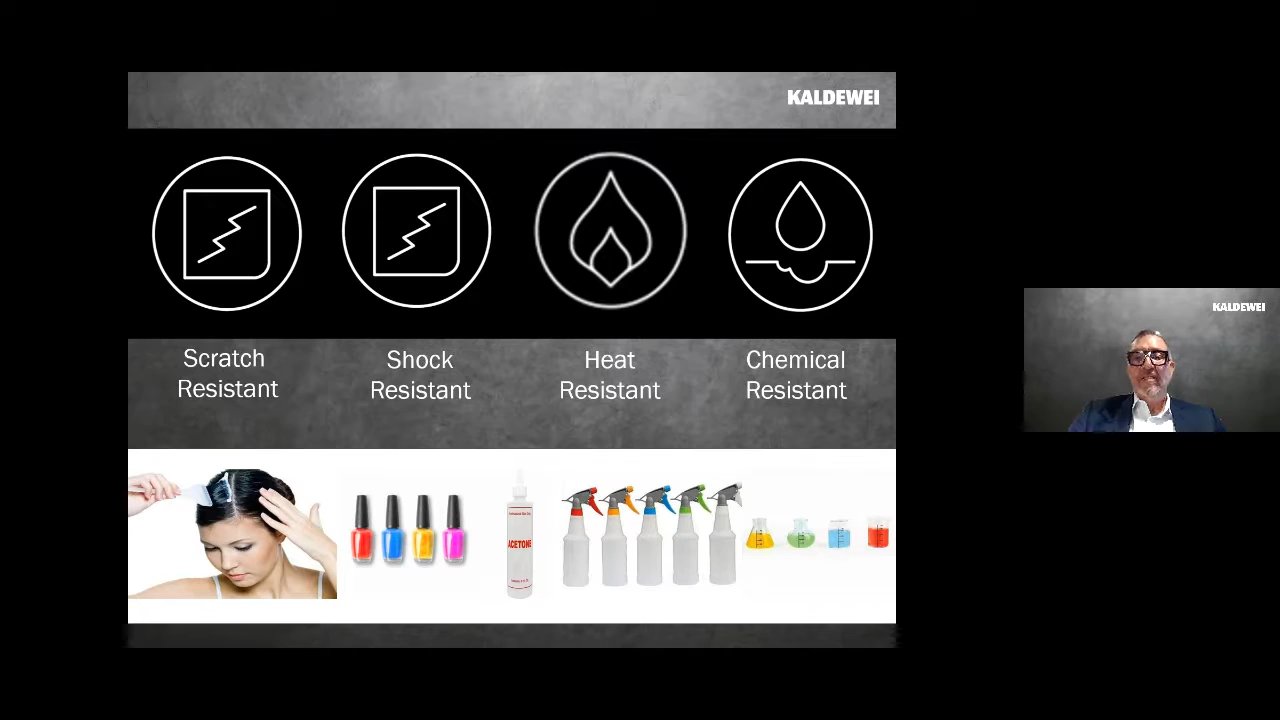 KALDEWEI
Scratch
Resistant
Shock
Resistant
Heat
Resistant
Chemical
Resistant
ACETONE
KALDEWEI